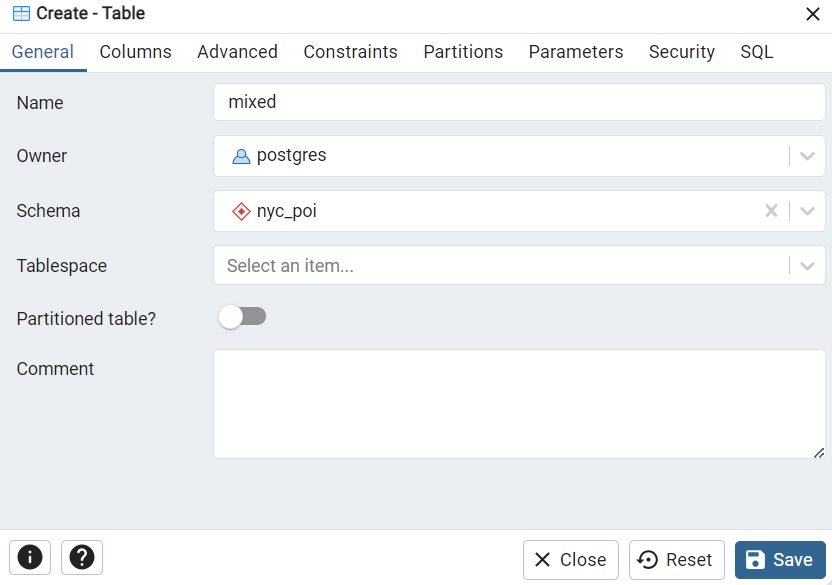 Create - Table
General Columns Advanced Constraints Partitions Parameters Security SQL
Name mixed
Owner postgres
Schema nyc_poi
Tablespace Select an item...
Partitioned table?
Comment
Close Reset Save